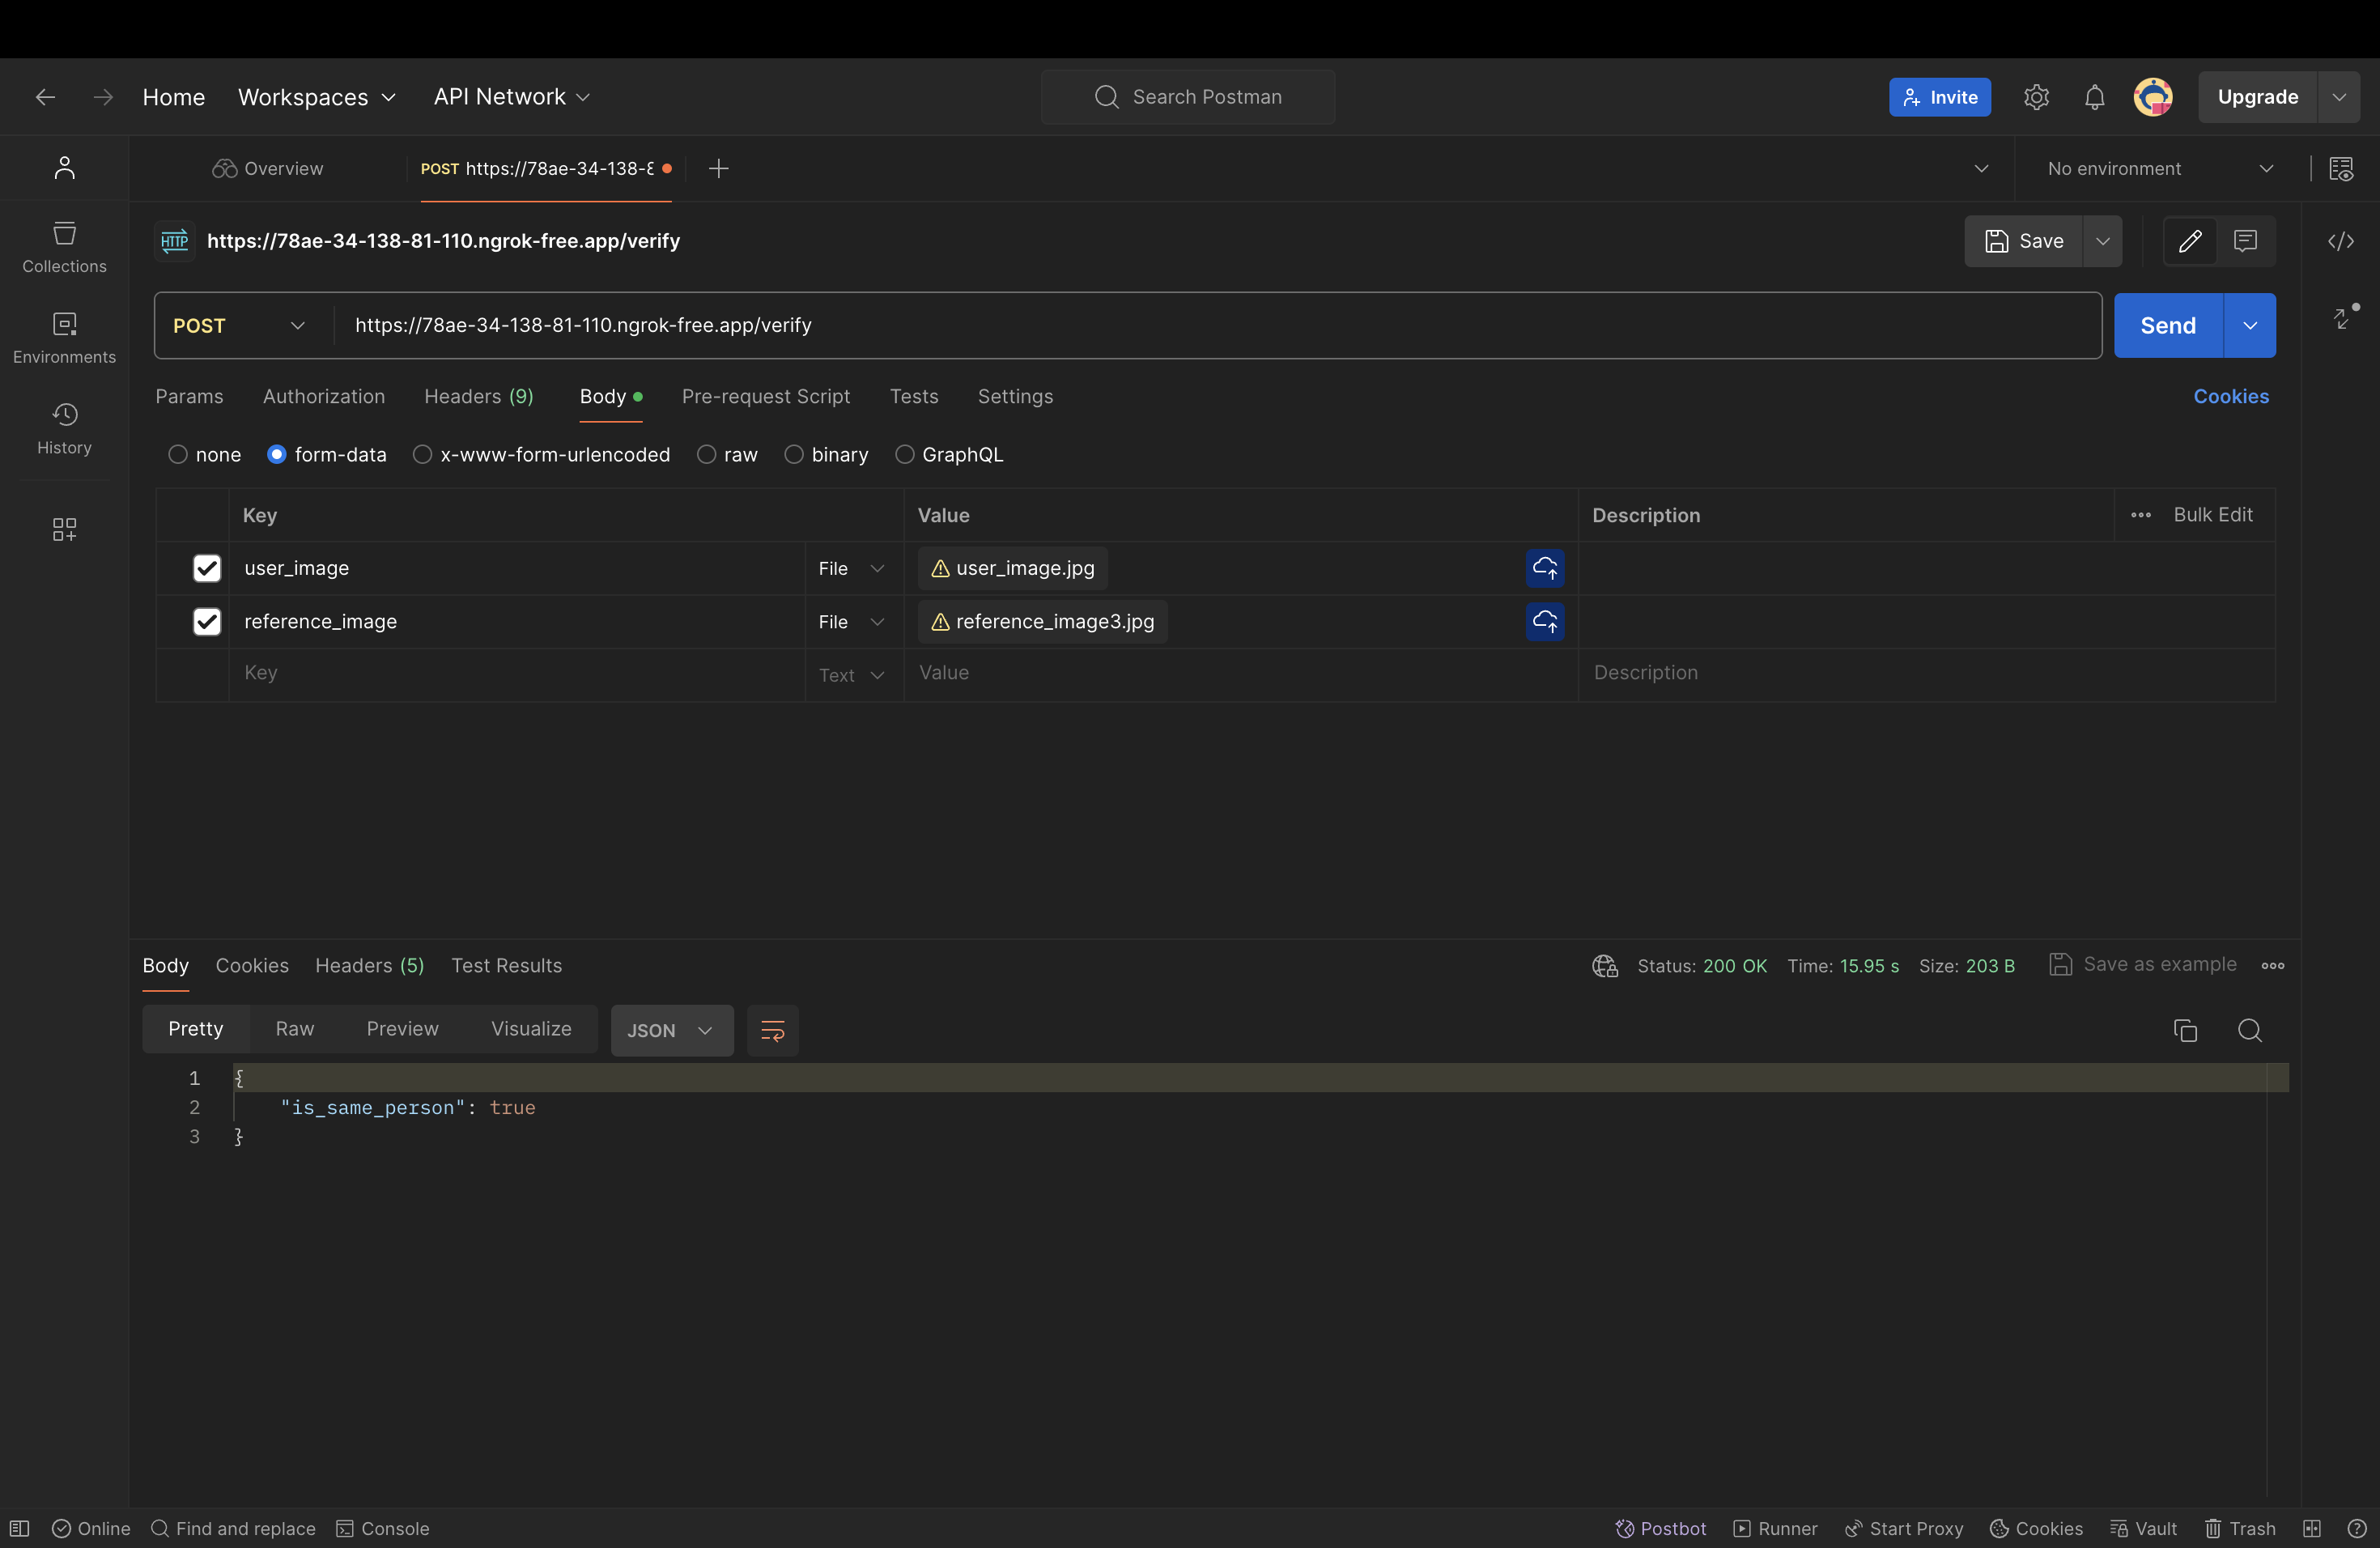 Home Workspaces API Network Search Postman Invite Upgrade
Overview POST https://78ae-34-138-8 No environment
HTTP https://78ae-34-138-81-110.ngrok-free.app/verify Save
Collections
Environments
History
POST https://78ae-34-138-81-110.ngrok-free.app/verify Send
Params Authorization Headers (9) Body Pre-request Script Tests Settings Cookies
none form-data x-www-form-urlencoded raw binary GraphQL
Key Value Description Bulk Edit
user_image File user_image.jpg
reference_image File reference_image3.jpg
Key Text Value Description
Body Cookies Headers (5) Test Results Status: 200 OK Time: 15.95 s Size: 203 B Save as example
Pretty Raw Preview Visualize JSON
1 {
2 "is_same_person": true
3 }
Online Find and replace Console Postbot Runner Start Proxy Cookies Vault Trash